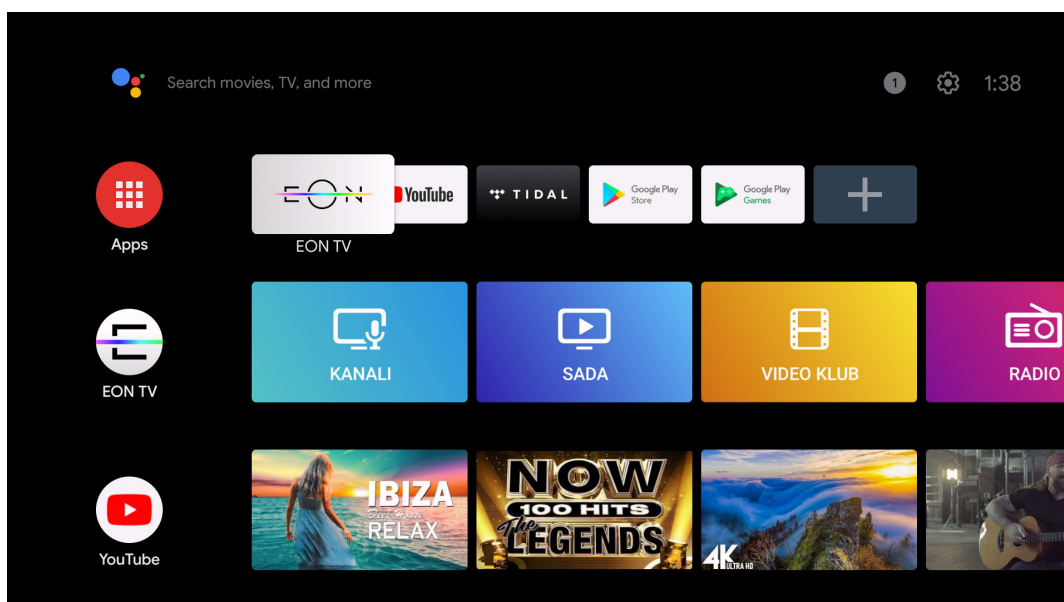 Search movies, TV, and more
1
1:38
Apps
EON
YouTube
TIDAL
Google Play
Store
Google Play
Games
EON TV
EON TV
KANALI
SADA
VIDEO KLUB
RADIO
YouTube
IBIZA
Deep House
RELAX
NOW
100 HITS
The
LEGENDS
4K
ULTRA HD